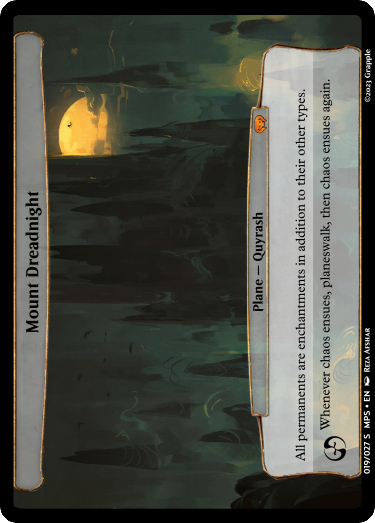 Mount Dreadnight
Plane — Quyrash
All permanents are enchantments in addition to their other types.
Whenever chaos ensues, planeswalk, then chaos ensues again.
019/027 S MPS • EN REZA AFSHAR
©2023 Grapple